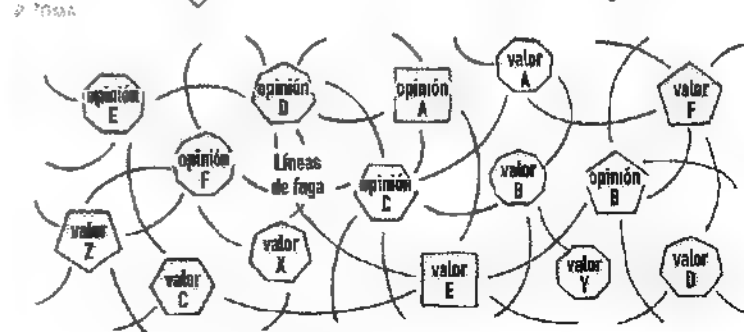 opinión
E
opinión
D
opinión
A
valor
A
valor
F
opinión
F
Líneas
de fuga
opinión
C
valor
B
opinión
B
valor
Z
valor
X
valor
C
valor
E
valor
Y
valor
D